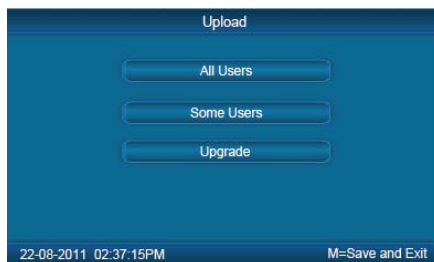 Upload
All Users
Some Users
Upgrade
22-08-2011 02:37:15PM M=Save and Exit